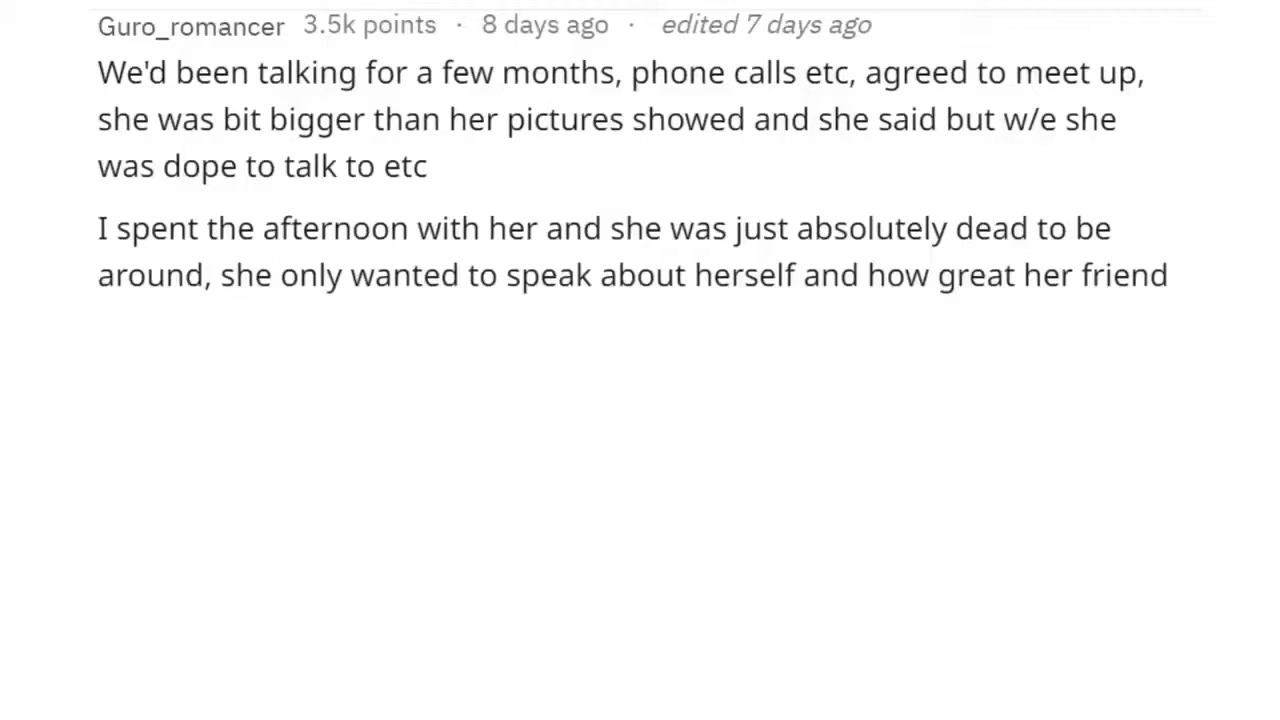 Guro_romancer 3.5k points · 8 days ago · edited 7 days ago
We'd been talking for a few months, phone calls etc, agreed to meet up,
she was bit bigger than her pictures showed and she said but w/e she
was dope to talk to etc
I spent the afternoon with her and she was just absolutely dead to be
around, she only wanted to speak about herself and how great her friend